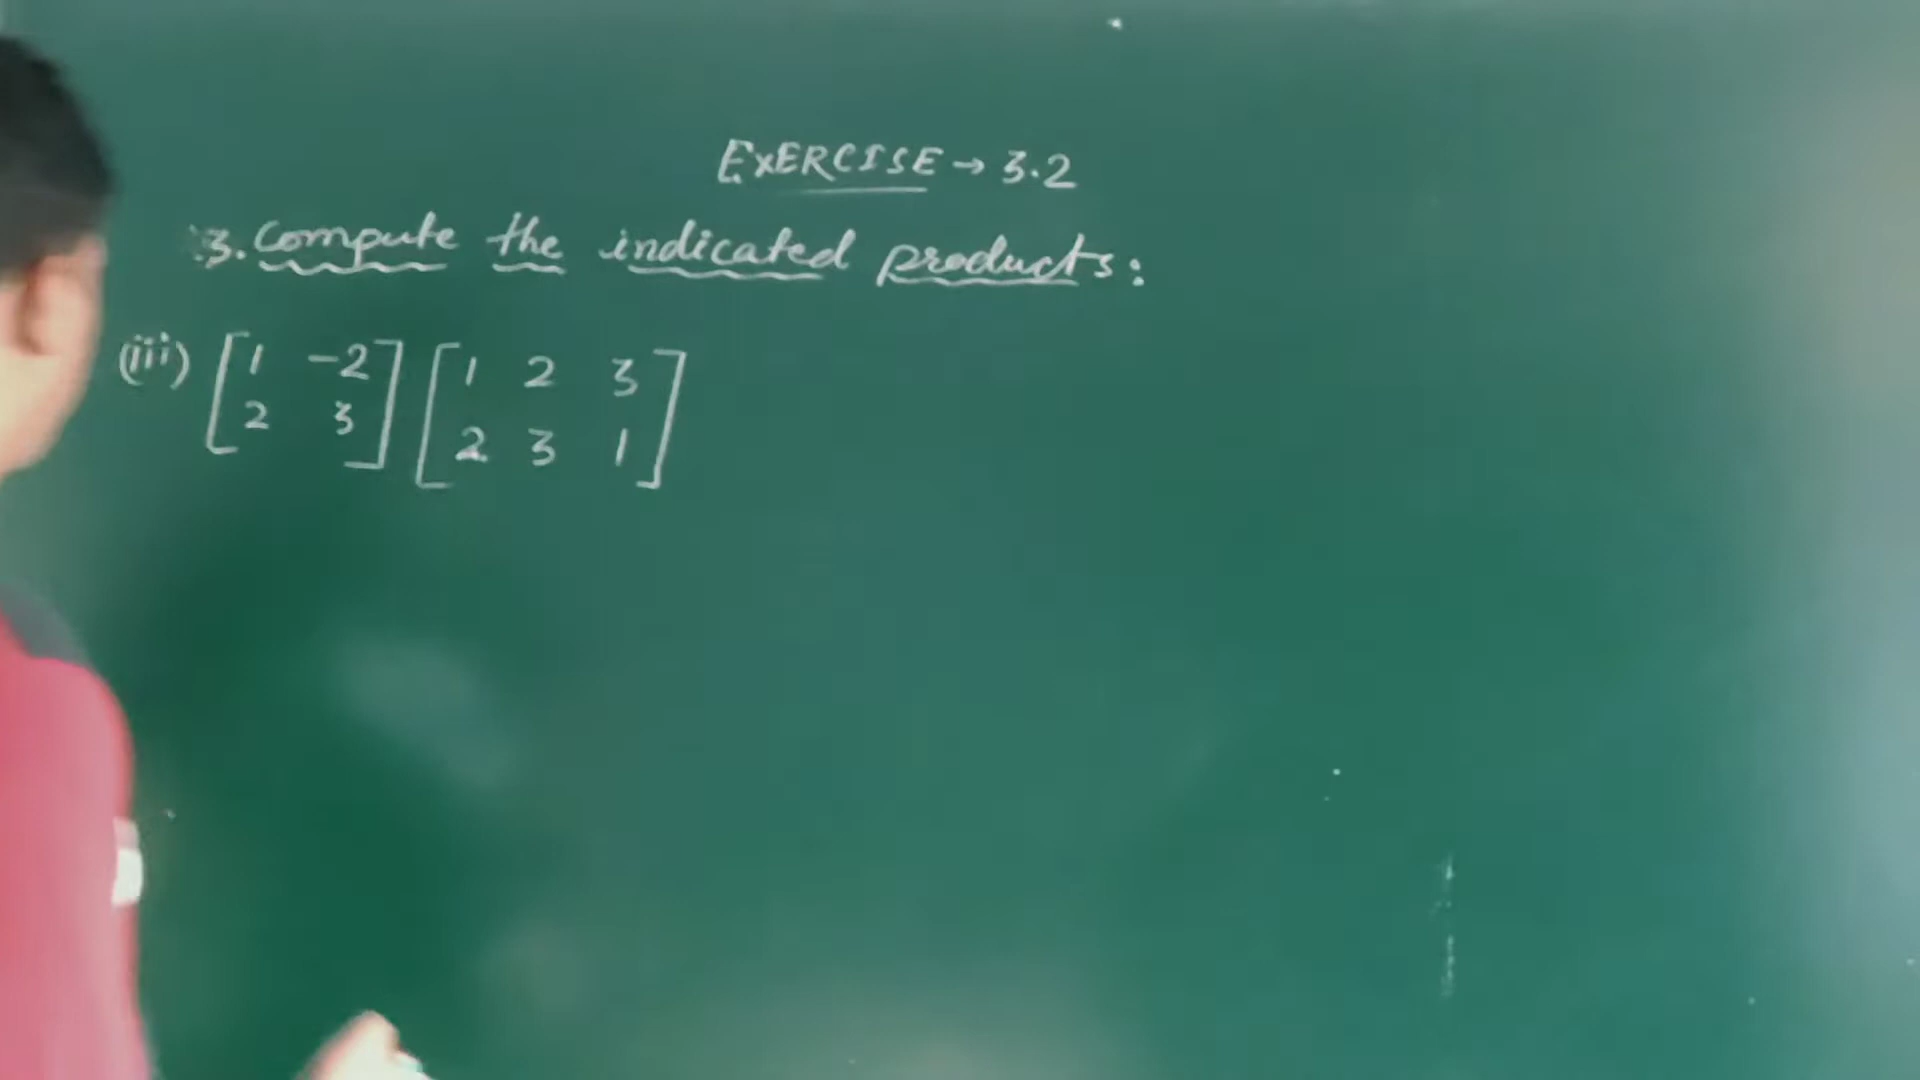 EXERCISE → 3.2
3. Compute the indicated products:
(iii) [1 -2] [1 2 3]
[2 3] [2 3 1]